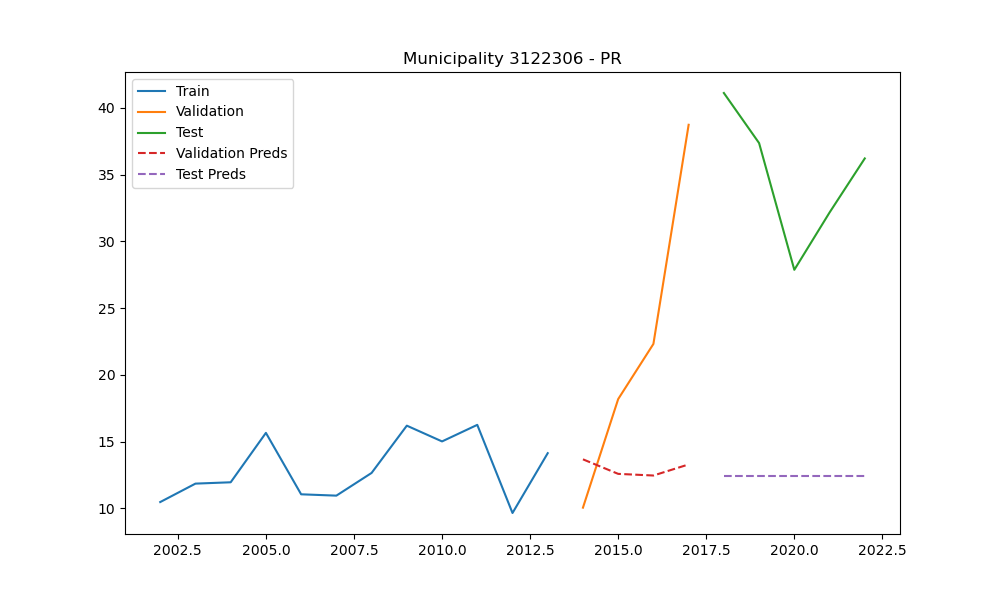 Municipality 3122306 - PR
Train
Validation
Test
Validation Preds
Test Preds
40
35
30
25
20
15
10
2002.5 2005.0 2007.5 2010.0 2012.5 2015.0 2017.5 2020.0 2022.5